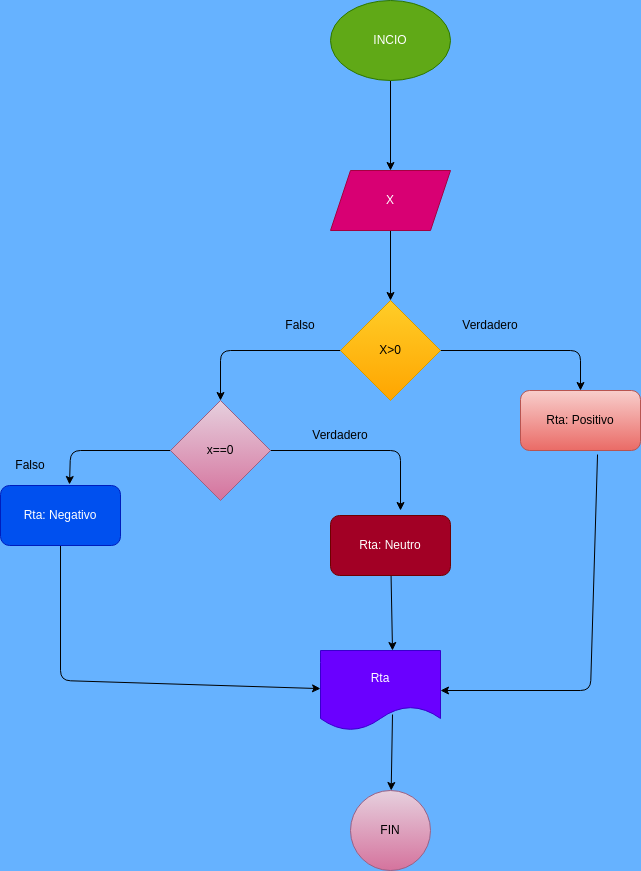 INCIO
X
Falso
Verdadero
X>0
Rta: Positivo
Verdadero
x==0
Falso
Rta: Negativo
Rta: Neutro
Rta
FIN